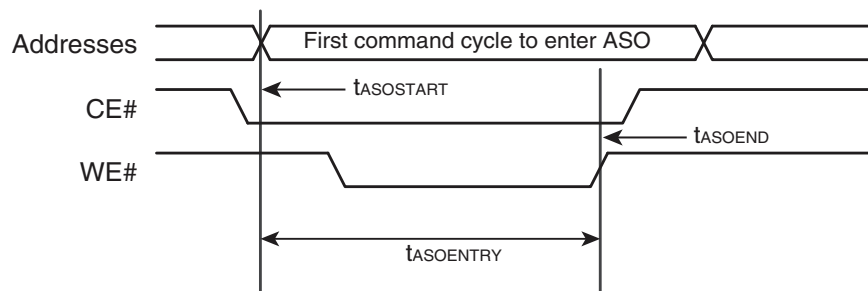 Addresses
First command cycle to enter ASO
tASOSTART
CE#
tASOEND
WE#
tASOENTRY